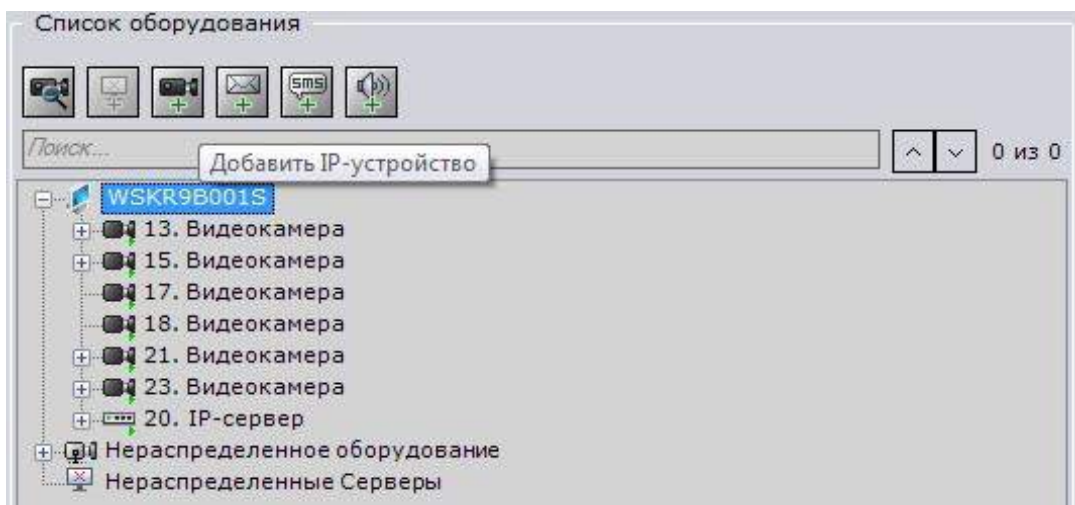 Список оборудования
sms
Поиск...
0 из 0
Добавить IP-устройство
WSKR9B001S
13. Видеокамера
15. Видеокамера
17. Видеокамера
18. Видеокамера
21. Видеокамера
23. Видеокамера
20. IP-сервер
Нераспределенное оборудование
Нераспределенные Серверы